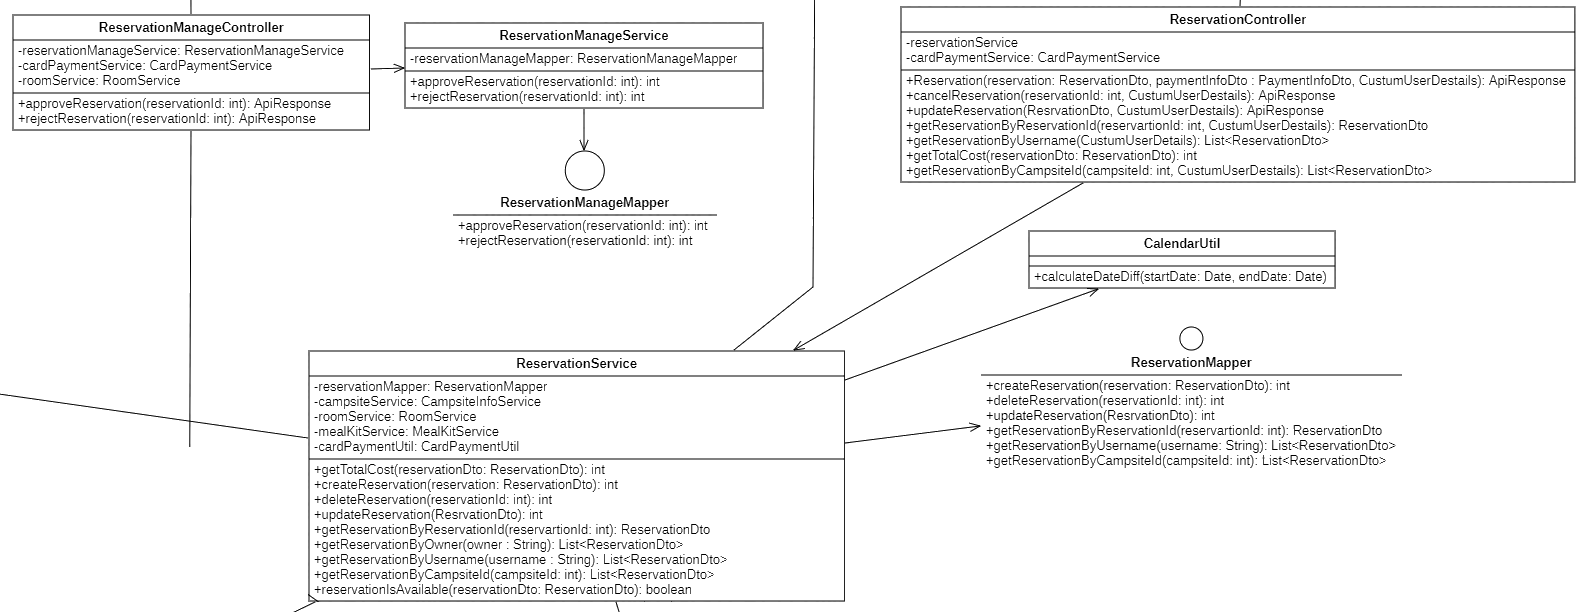 ReservationManageController
-reservationManageService: ReservationManageService
-cardPaymentService: CardPaymentService
-roomService: RoomService
+approveReservation(reservationId: int): ApiResponse
+rejectReservation(reservationId: int): ApiResponse
ReservationManageService
-reservationManageMapper: ReservationManageMapper
+approveReservation(reservationId: int): int
+rejectReservation(reservationId: int): int
ReservationManageMapper
+approveReservation(reservationId: int): int
+rejectReservation(reservationId: int): int
ReservationController
-reservationService
-cardPaymentService: CardPaymentService
+Reservation(reservation: ReservationDto, paymentInfoDto : PaymentInfoDto, CustumUserDestails): ApiResponse
+cancelReservation(reservationId: int, CustumUserDestails): ApiResponse
+updateReservation(ResrvationDto, CustumUserDestails): ApiResponse
+getReservationByReservationId(reservartionId: int, CustumUserDestails): ReservationDto
+getReservationByUsername(CustumUserDetails): List<ReservationDto>
+getTotalCost(reservationDto: ReservationDto): int
+getReservationByCampsiteId(campsiteId: int, CustumUserDestails): List<ReservationDto>
CalendarUtil
+calculateDateDiff(startDate: Date, endDate: Date)
ReservationMapper
+createReservation(reservation: ReservationDto): int
+deleteReservation(reservationId: int): int
+updateReservation(ResrvationDto): int
+getReservationByReservationId(reservartionId: int): ReservationDto
+getReservationByUsername(username: String): List<ReservationDto>
+getReservationByCampsiteId(campsiteId: int): List<ReservationDto>
ReservationService
-reservationMapper: ReservationMapper
-campsiteService: CampsiteInfoService
-roomService: RoomService
-mealKitService: MealKitService
-cardPaymentUtil: CardPaymentUtil
+getTotalCost(reservationDto: ReservationDto): int
+createReservation(reservation: ReservationDto): int
+deleteReservation(reservationId: int): int
+updateReservation(ResrvationDto): int
+getReservationByReservationId(reservartionId: int): ReservationDto
+getReservationByOwner(owner : String): List<ReservationDto>
+getReservationByUsername(username : String): List<ReservationDto>
+getReservationByCampsiteId(campsiteId: int): List<ReservationDto>
+reservationIsAvailable(reservationDto: ReservationDto): boolean